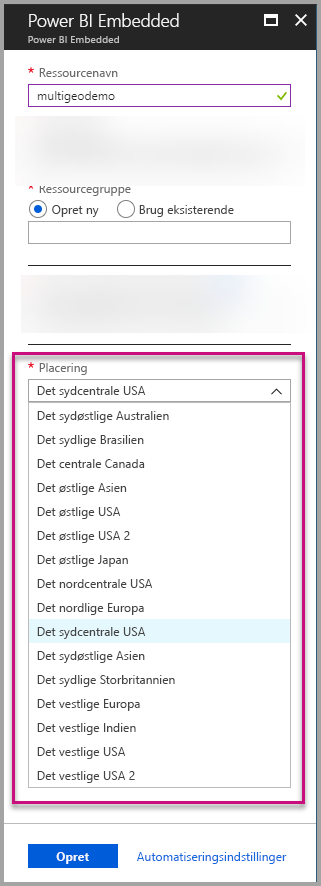 Power BI Embedded
Power BI Embedded
* Ressourcenavn
multigeodemo
* Ressourcegruppe
Opret ny Brug eksisterende
* Placering
Det sydcentrale USA
Det sydøstlige Australien
Det sydlige Brasilien
Det centrale Canada
Det østlige Asien
Det østlige USA
Det østlige USA 2
Det østlige Japan
Det nordcentrale USA
Det nordlige Europa
Det sydcentrale USA
Det sydøstlige Asien
Det sydlige Storbritannien
Det vestlige Europa
Det vestlige Indien
Det vestlige USA
Det vestlige USA 2
Opret Automatiseringsindstillinger